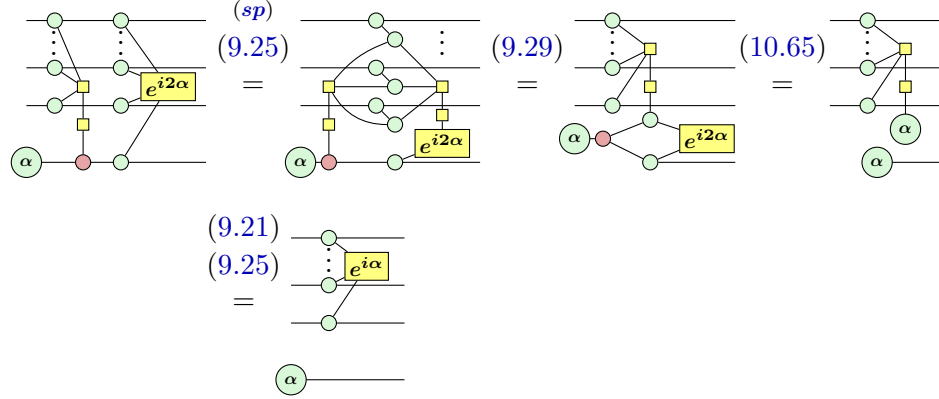 (sp)
(9.25)
=
(9.29)
=
(10.65)
=
e^{i2α}
α
e^{i2α}
α
e^{i2α}
α
α
α
(9.21)
(9.25)
=
e^{iα}
α